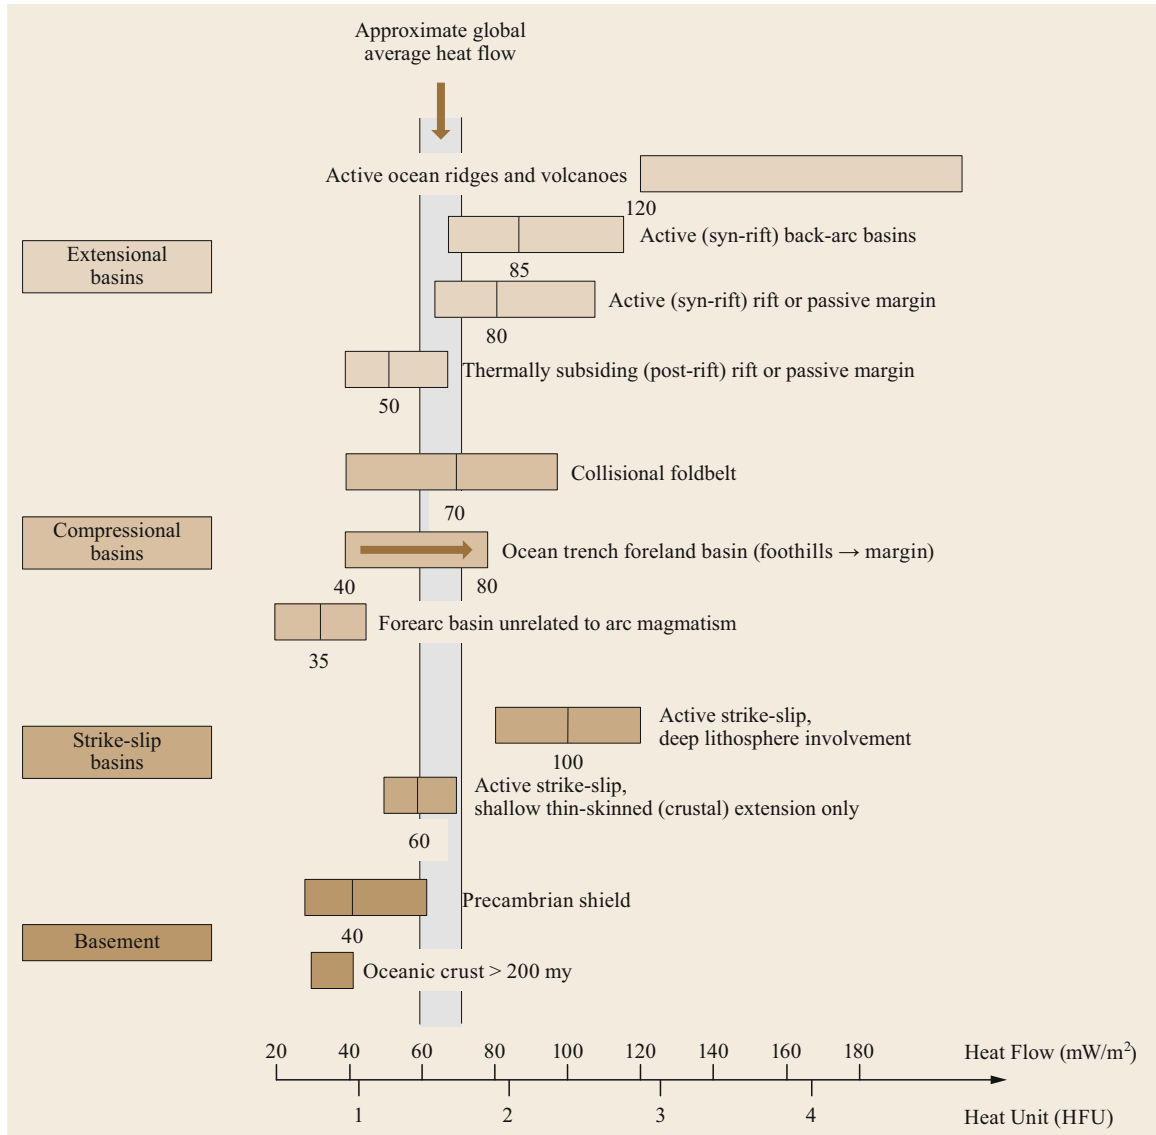 Approximate global
average heat flow
Active ocean ridges and volcanoes
120
Extensional
basins
Active (syn-rift) back-arc basins
85
Active (syn-rift) rift or passive margin
80
Thermally subsiding (post-rift) rift or passive margin
50
Collisional foldbelt
70
Compressional
basins
Ocean trench foreland basin (foothills → margin)
40 80
Forearc basin unrelated to arc magmatism
35
Strike-slip
basins
Active strike-slip,
deep lithosphere involvement
100
Active strike-slip,
shallow thin-skinned (crustal) extension only
60
Precambrian shield
40
Basement
Oceanic crust > 200 my
20 40 60 80 100 120 140 160 180 Heat Flow (mW/m²)
1 2 3 4 Heat Unit (HFU)